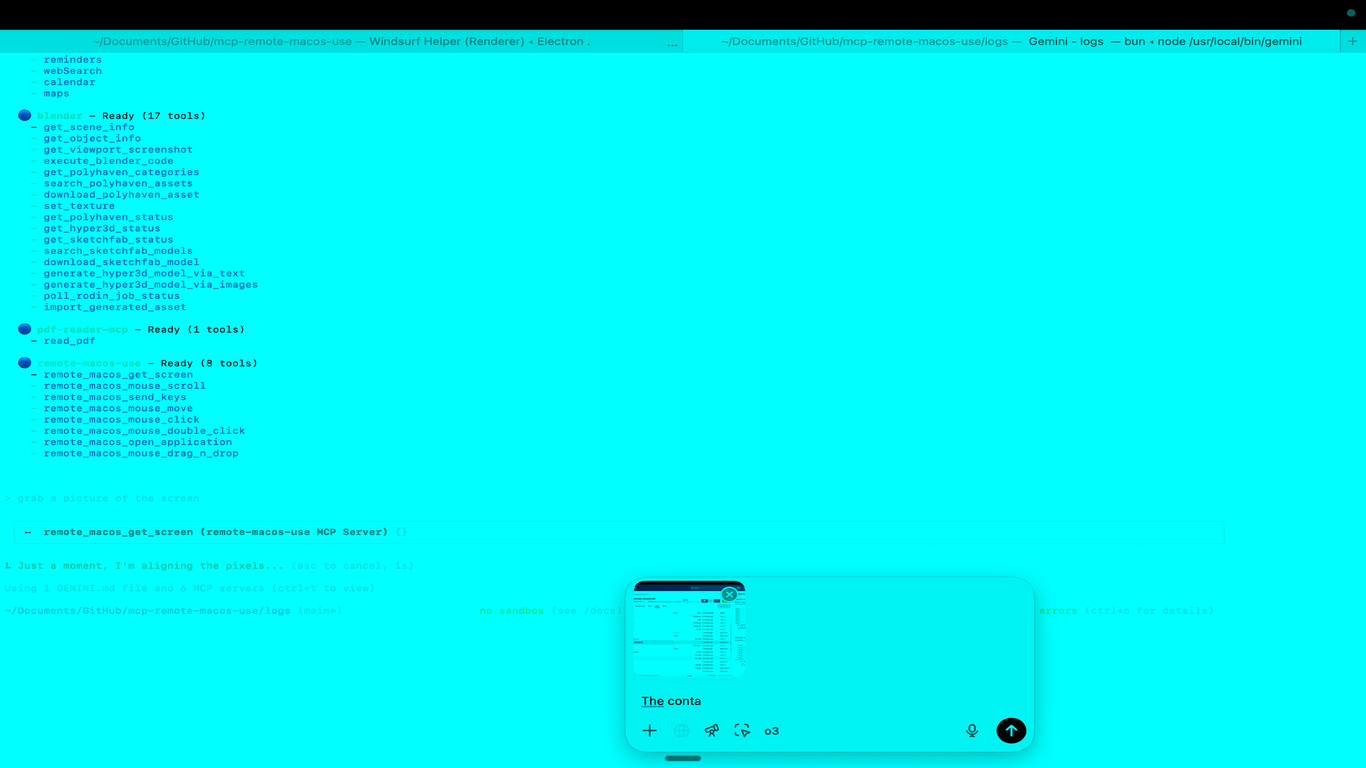 ~/Documents/GitHub/mcp-remote-macos-use — Windsurf Helper (Renderer) ◂ Electron . ...
~/Documents/GitHub/mcp-remote-macos-use/logs — Gemini - logs — bun ◂ node /usr/local/bin/gemini
- reminders
- webSearch
- calendar
- maps
blender — Ready (17 tools)
- get_scene_info
- get_object_info
- get_viewport_screenshot
- execute_blender_code
- get_polyhaven_categories
- search_polyhaven_assets
- download_polyhaven_asset
- set_texture
- get_polyhaven_status
- get_hyper3d_status
- get_sketchfab_status
- search_sketchfab_models
- download_sketchfab_model
- generate_hyper3d_model_via_text
- generate_hyper3d_model_via_images
- poll_rodin_job_status
- import_generated_asset
pdf-reader-mcp — Ready (1 tools)
- read_pdf
remote-macos-use — Ready (8 tools)
- remote_macos_get_screen
- remote_macos_mouse_scroll
- remote_macos_send_keys
- remote_macos_mouse_move
- remote_macos_mouse_click
- remote_macos_mouse_double_click
- remote_macos_open_application
- remote_macos_mouse_drag_n_drop
> grab a picture of the screen
remote_macos_get_screen (remote-macos-use MCP Server) {}
Just a moment, I'm aligning the pixels... (esc to cancel, 1s)
Using 1 GEMINI.md file and 6 MCP servers (ctrl+t to view)
~/Documents/GitHub/mcp-remote-macos-use/logs (main*) no sandbox (see /docs) errors (ctrl+o for details)
The conta
o3